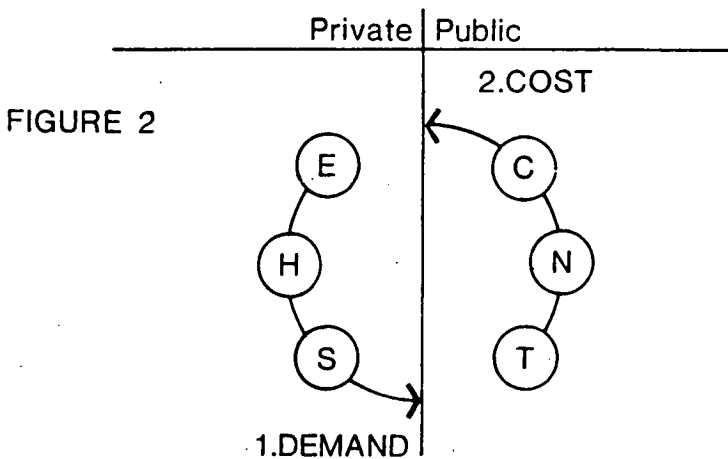 Private Public
2.COST
FIGURE 2
E C
H N
S T
1.DEMAND